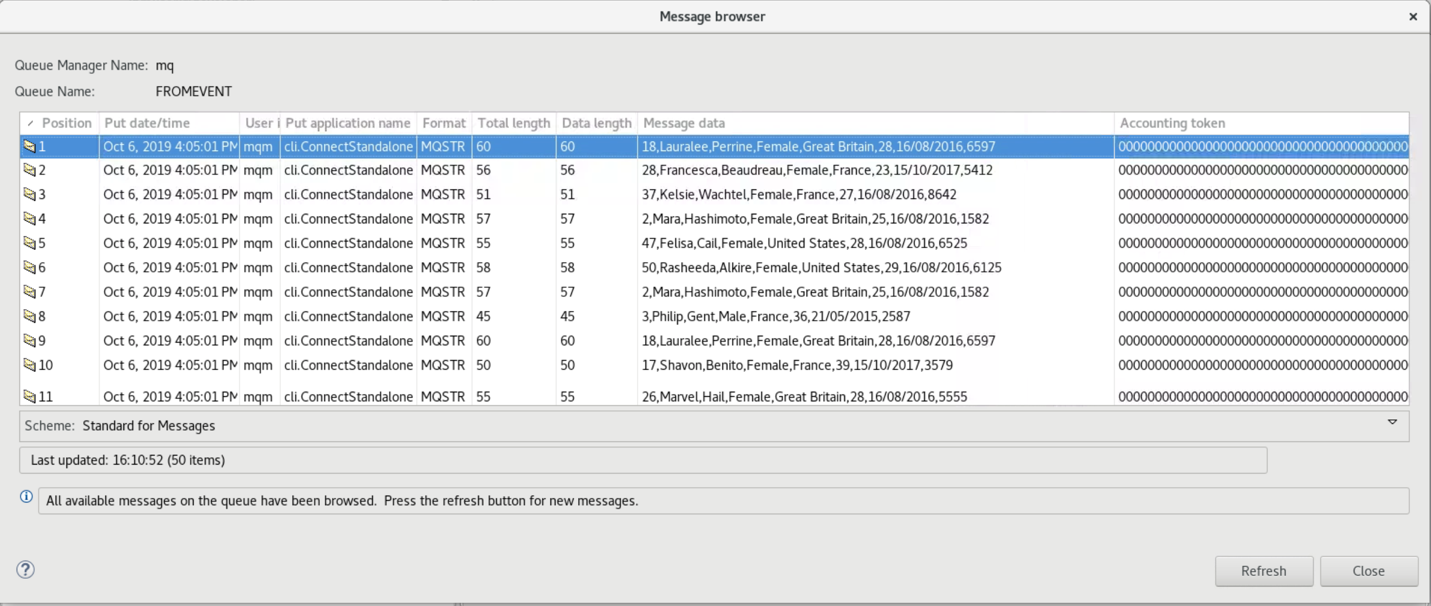 Message browser
Queue Manager Name: mq
Queue Name: FROMEVENT
Position Put date/time User i Put application name Format Total length Data length Message data Accounting token
1 Oct 6, 2019 4:05:01 PM mqm cli.ConnectStandalone MQSTR 60 60 18,Lauralee,Perrine,Female,Great Britain,28,16/08/2016,6597
2 Oct 6, 2019 4:05:01 PM mqm cli.ConnectStandalone MQSTR 56 56 28,Francesca,Beaudreau,Female,France,23,15/10/2017,5412
3 Oct 6, 2019 4:05:01 PM mqm cli.ConnectStandalone MQSTR 51 51 37,Kelsie,Wachtel,Female,France,27,16/08/2016,8642
4 Oct 6, 2019 4:05:01 PM mqm cli.ConnectStandalone MQSTR 57 57 2,Mara,Hashimoto,Female,Great Britain,25,16/08/2016,1582
5 Oct 6, 2019 4:05:01 PM mqm cli.ConnectStandalone MQSTR 55 55 47,Felisa,Cail,Female,United States,28,16/08/2016,6525
6 Oct 6, 2019 4:05:01 PM mqm cli.ConnectStandalone MQSTR 58 58 50,Rasheeda,Alkire,Female,United States,29,16/08/2016,6125
7 Oct 6, 2019 4:05:01 PM mqm cli.ConnectStandalone MQSTR 57 57 2,Mara,Hashimoto,Female,Great Britain,25,16/08/2016,1582
8 Oct 6, 2019 4:05:01 PM mqm cli.ConnectStandalone MQSTR 45 45 3,Philip,Gent,Male,France,36,21/05/2015,2587
9 Oct 6, 2019 4:05:01 PM mqm cli.ConnectStandalone MQSTR 60 60 18,Lauralee,Perrine,Female,Great Britain,28,16/08/2016,6597
10 Oct 6, 2019 4:05:01 PM mqm cli.ConnectStandalone MQSTR 50 50 17,Shavon,Benito,Female,France,39,15/10/2017,3579
11 Oct 6, 2019 4:05:01 PM mqm cli.ConnectStandalone MQSTR 55 55 26,Marvel,Hail,Female,Great Britain,28,16/08/2016,5555
Scheme: Standard for Messages
Last updated: 16:10:52 (50 items)
All available messages on the queue have been browsed. Press the refresh button for new messages.
Refresh Close